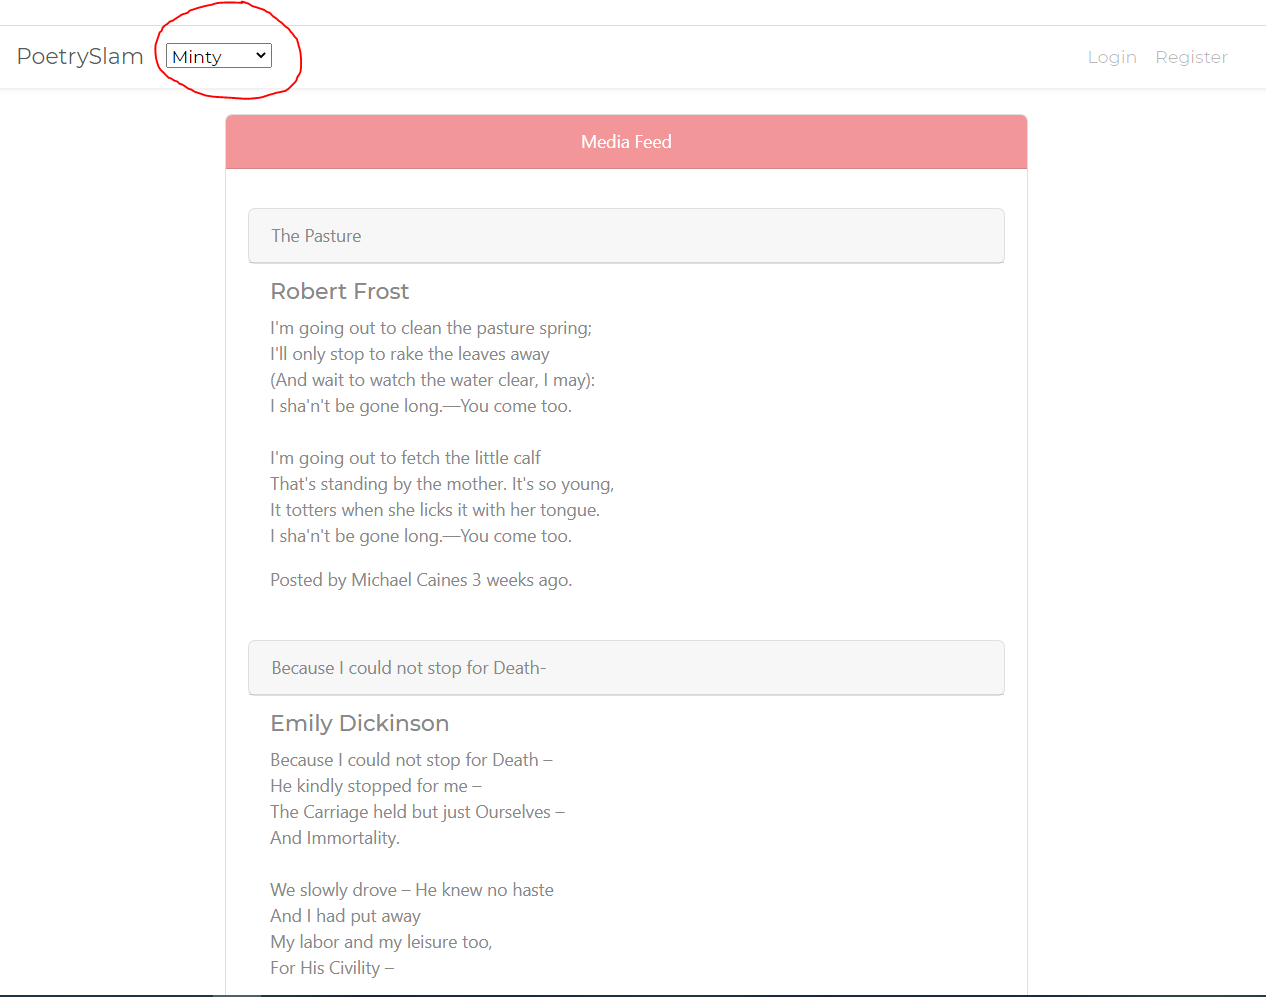 PoetrySlam Minty Login Register
Media Feed
The Pasture
Robert Frost
I'm going out to clean the pasture spring;
I'll only stop to rake the leaves away
(And wait to watch the water clear, I may):
I sha'n't be gone long.—You come too.
I'm going out to fetch the little calf
That's standing by the mother. It's so young,
It totters when she licks it with her tongue.
I sha'n't be gone long.—You come too.
Posted by Michael Caines 3 weeks ago.
Because I could not stop for Death-
Emily Dickinson
Because I could not stop for Death –
He kindly stopped for me –
The Carriage held but just Ourselves –
And Immortality.
We slowly drove – He knew no haste
And I had put away
My labor and my leisure too,
For His Civility –